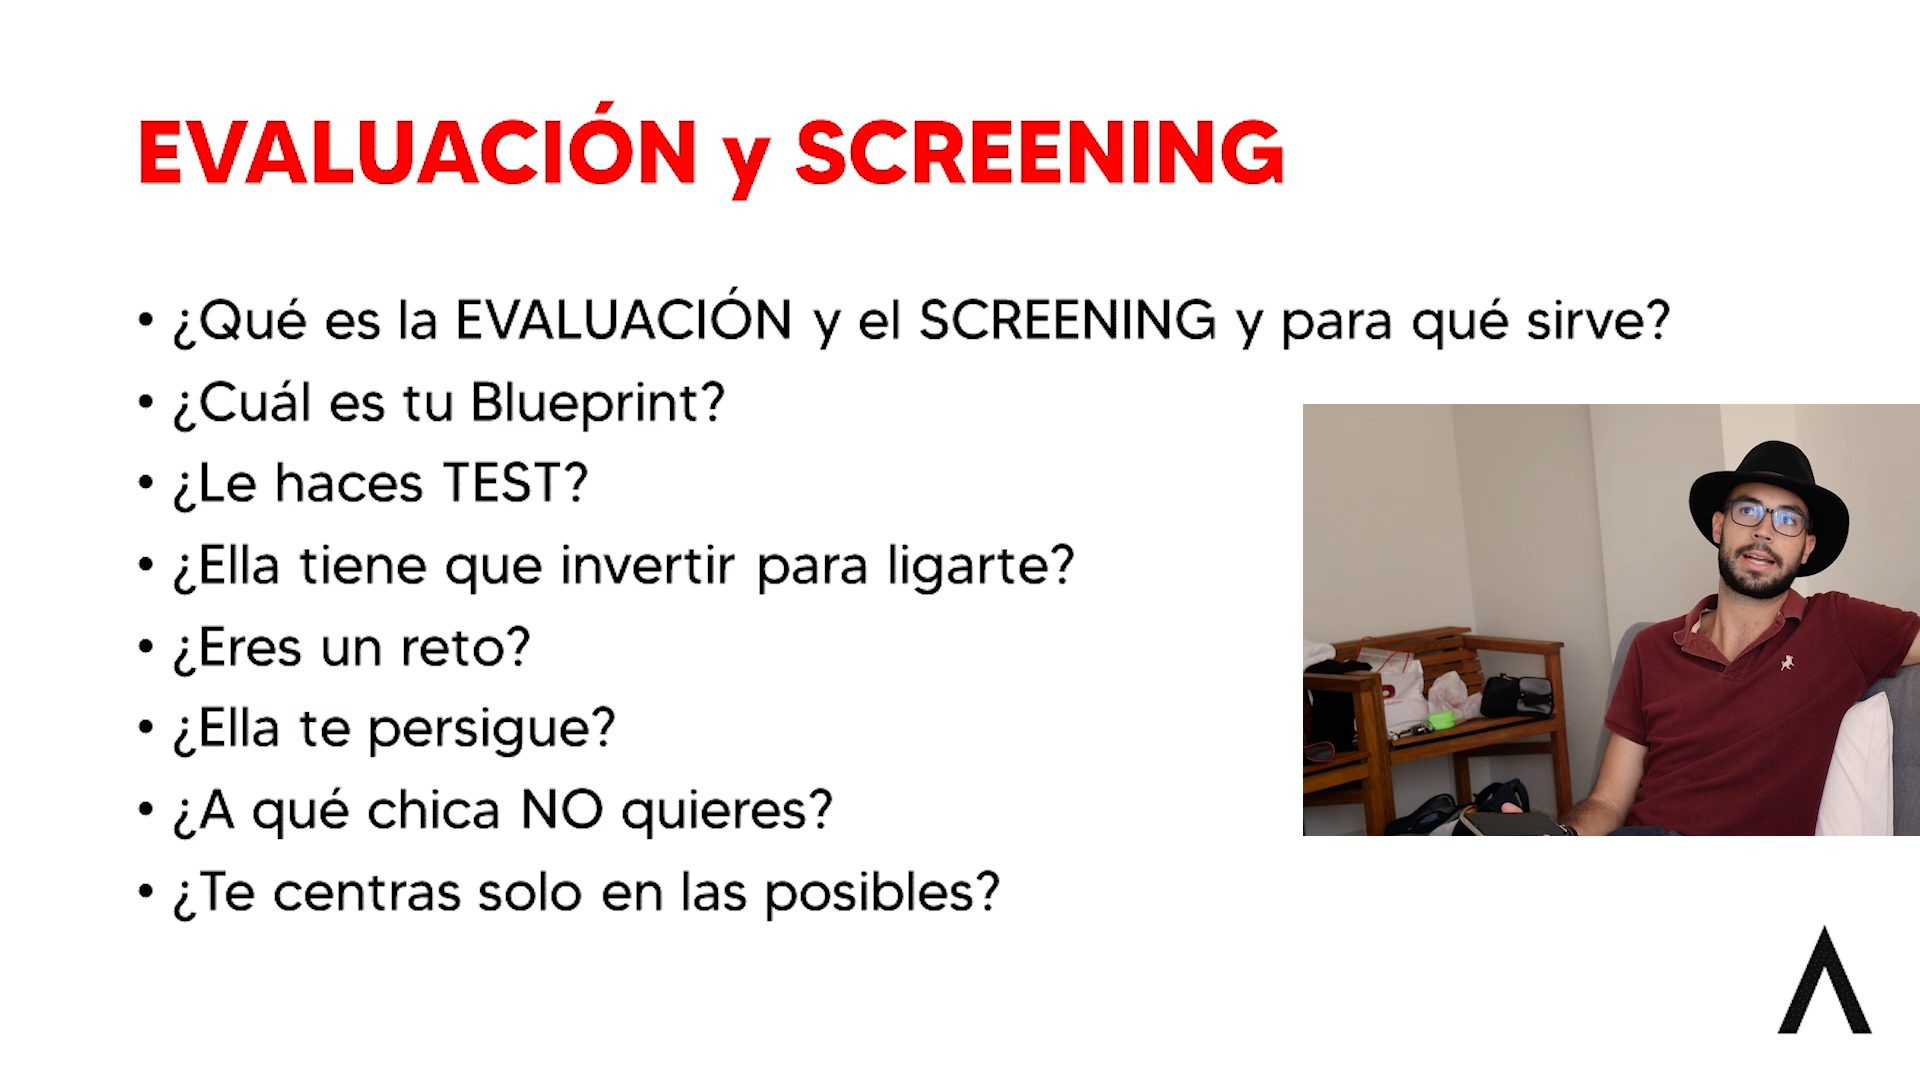 EVALUACIÓN y SCREENING
• ¿Qué es la EVALUACIÓN y el SCREENING y para qué sirve?
• ¿Cuál es tu Blueprint?
• ¿Le haces TEST?
• ¿Ella tiene que invertir para ligarte?
• ¿Eres un reto?
• ¿Ella te persigue?
• ¿A qué chica NO quieres?
• ¿Te centras solo en las posibles?